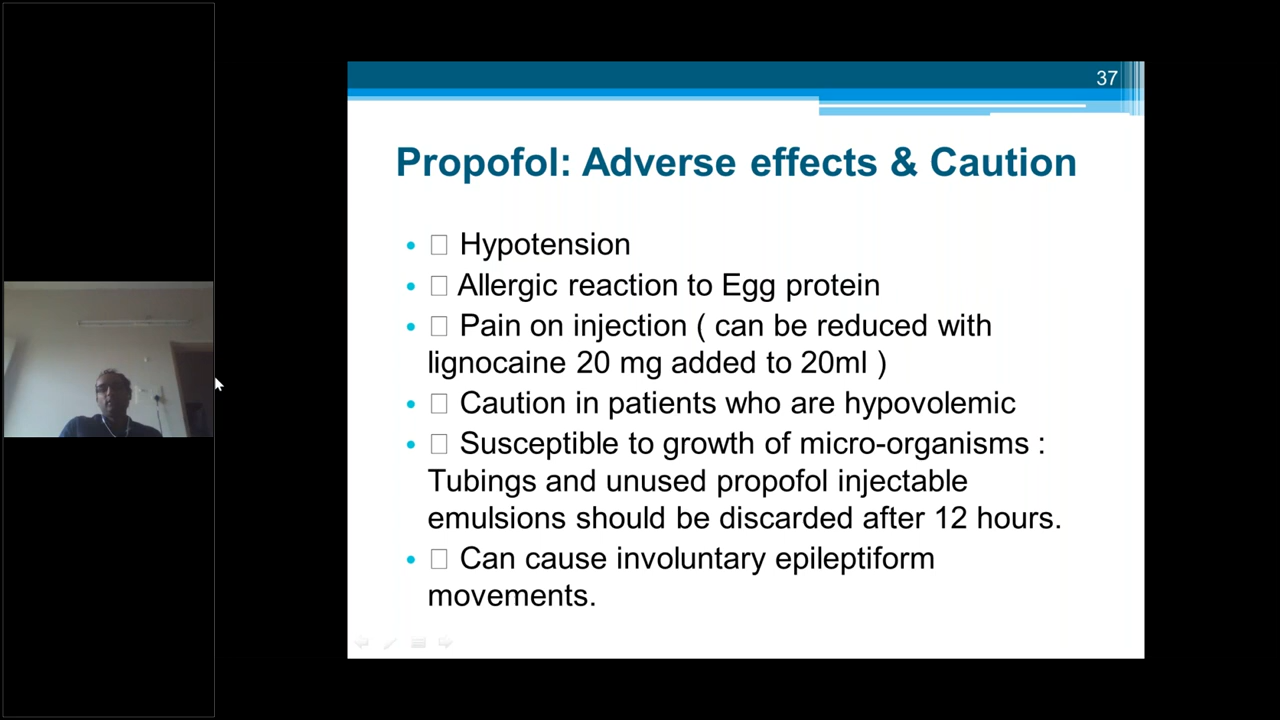 37
Propofol: Adverse effects & Caution
• □ Hypotension
• □ Allergic reaction to Egg protein
• □ Pain on injection ( can be reduced with
lignocaine 20 mg added to 20ml )
• □ Caution in patients who are hypovolemic
• □ Susceptible to growth of micro-organisms :
Tubings and unused propofol injectable
emulsions should be discarded after 12 hours.
• □ Can cause involuntary epileptiform
movements.